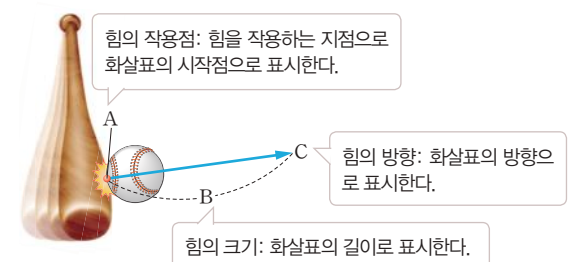 힘의 작용점: 힘을 작용하는 지점으로
화살표의 시작점으로 표시한다.
A
C
힘의 방향: 화살표의 방향으
로 표시한다.
B
힘의 크기: 화살표의 길이로 표시한다.